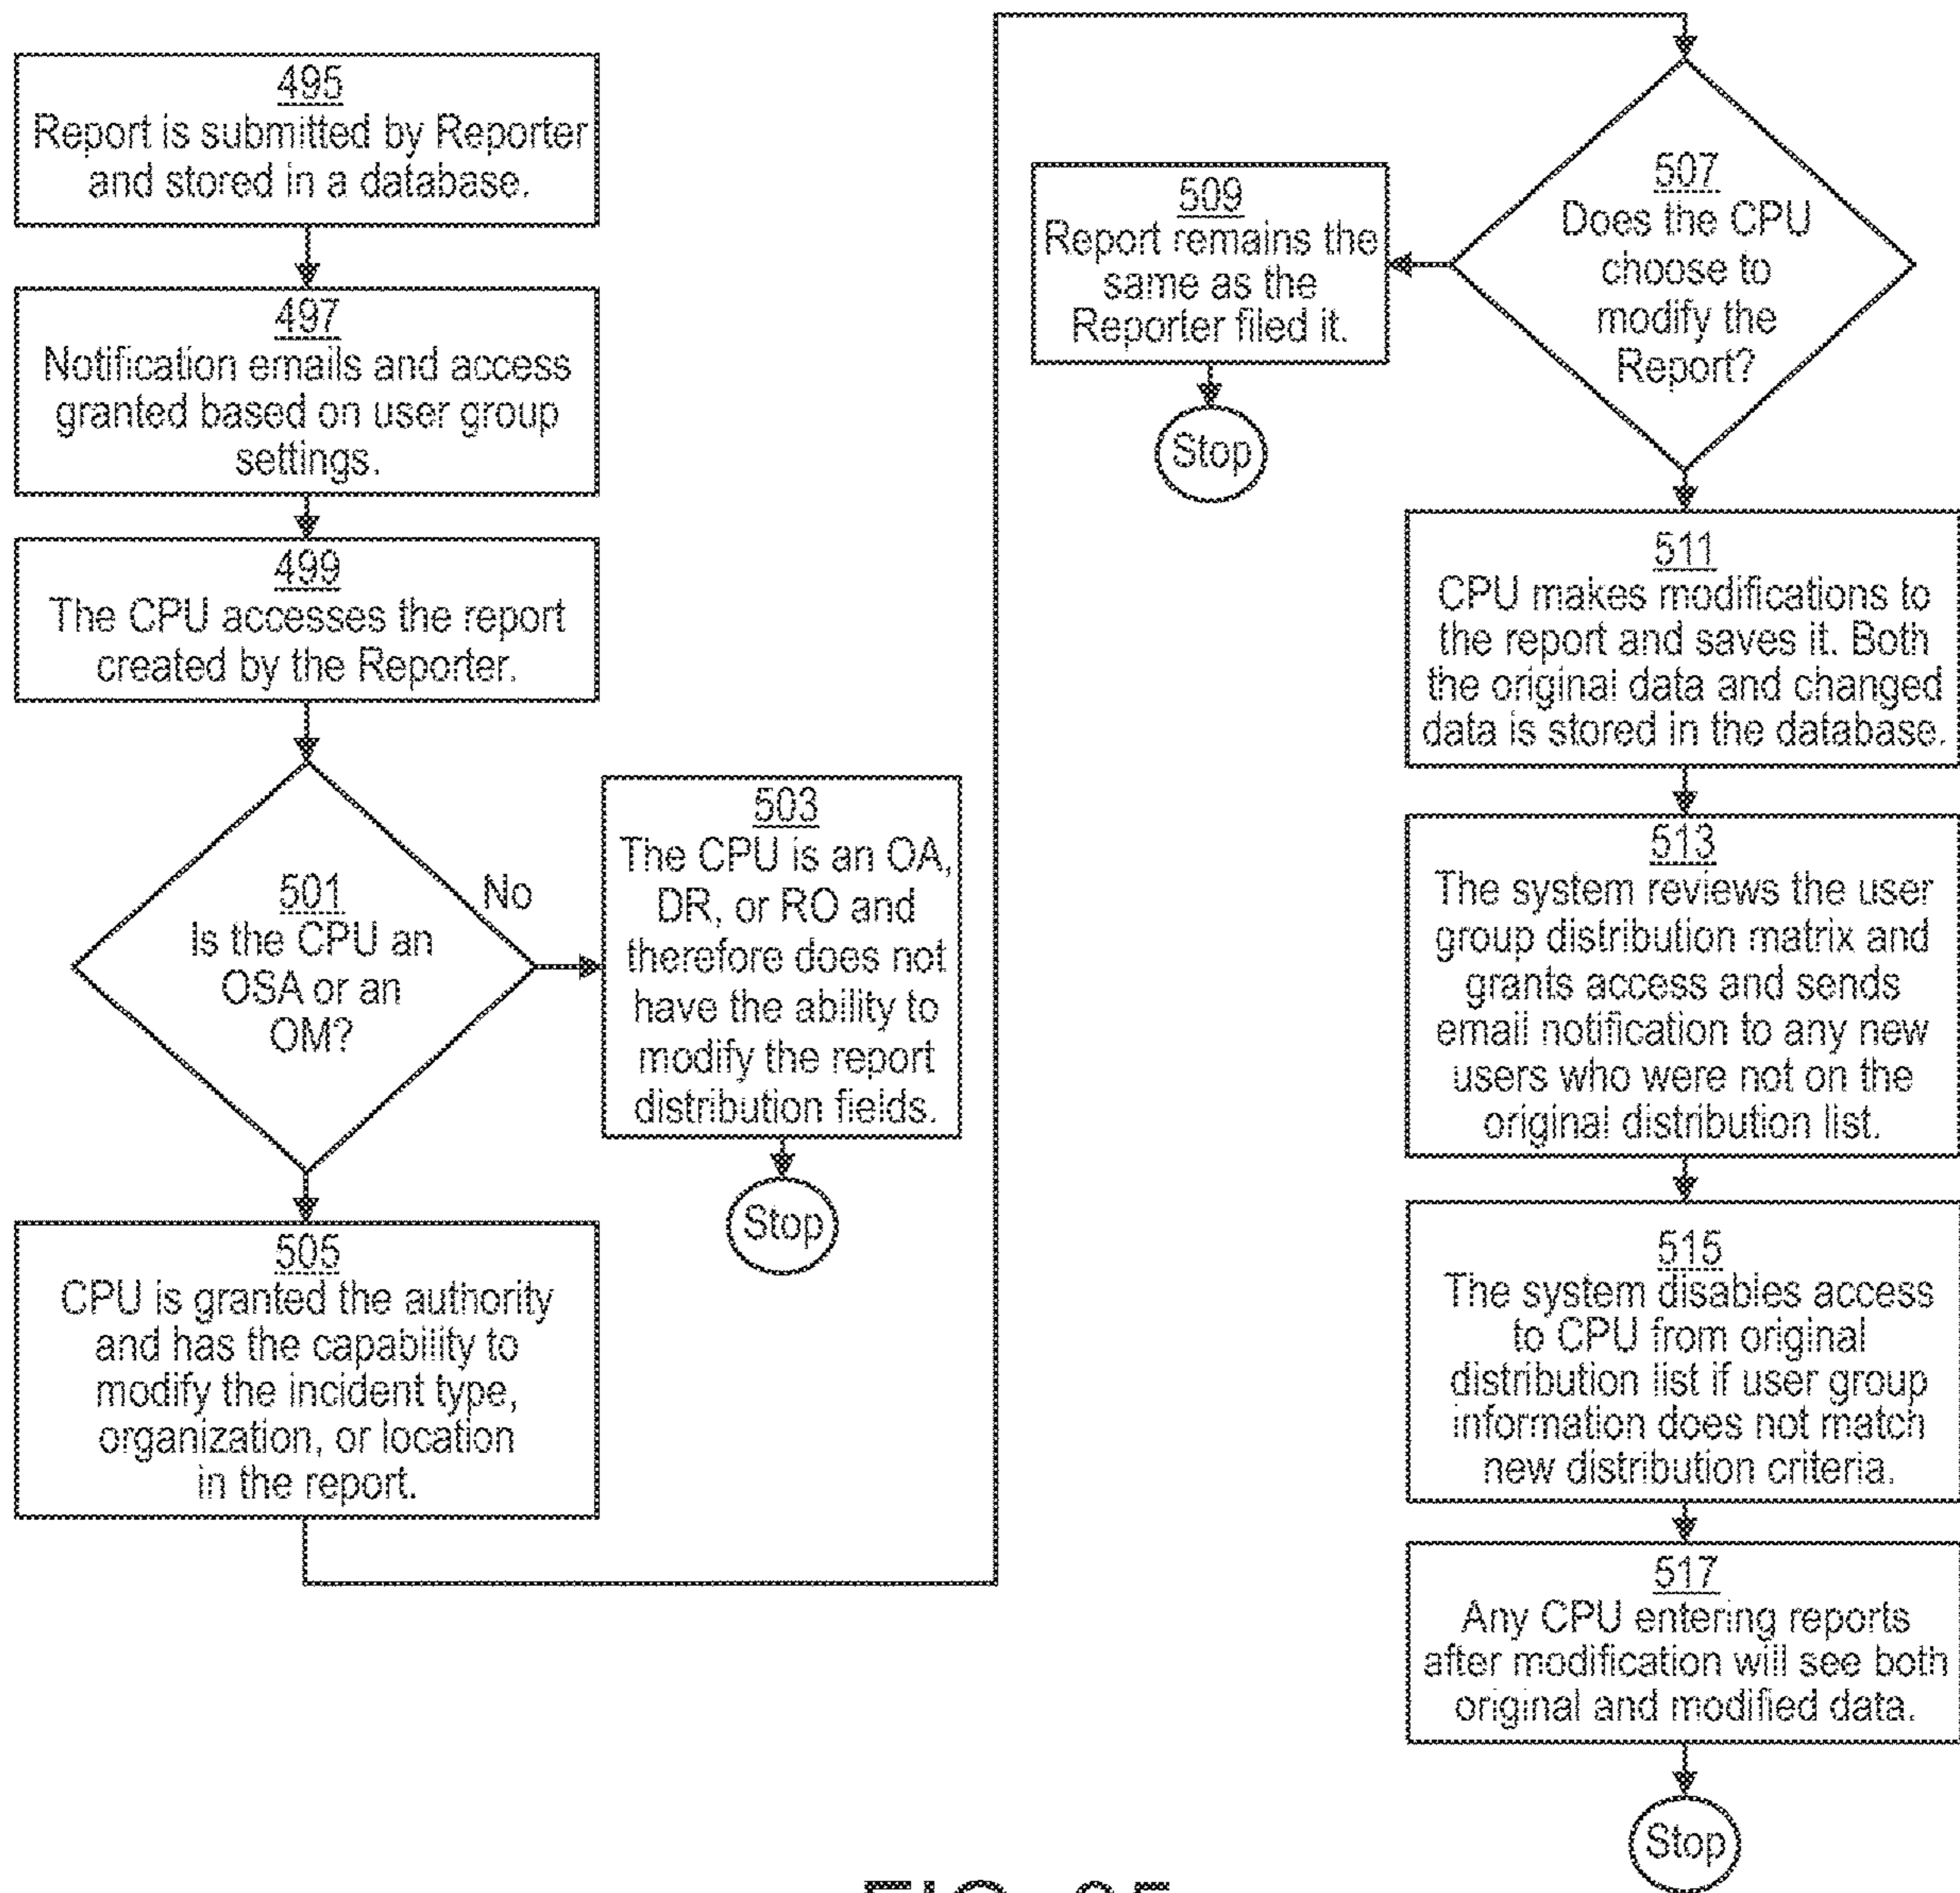 495
Report is submitted by Reporter
and stored in a database.
497
Notification emails and access
granted based on user group
settings.
499
The CPU accesses the report
created by the Reporter.
501
Is the CPU an
OSA or an
OM?
No
503
The CPU is an OA,
DR, or RO and
therefore does not
have the ability to
modify the report
distribution fields.
Stop
505
CPU is granted the authority
and has the capability to
modify the incident type,
organization, or location
in the report.
507
Does the CPU
choose to
modify the
Report?
509
Report remains the
same as the
Reporter filed it.
Stop
511
CPU makes modifications to
the report and saves it. Both
the original data and changed
data is stored in the database.
513
The system reviews the user
group distribution matrix and
grants access and sends
email notification to any new
users who were not on the
original distribution list.
515
The system disables access
to CPU from original
distribution list if user group
information does not match
new distribution criteria.
517
Any CPU entering reports
after modification will see both
original and modified data.
Stop